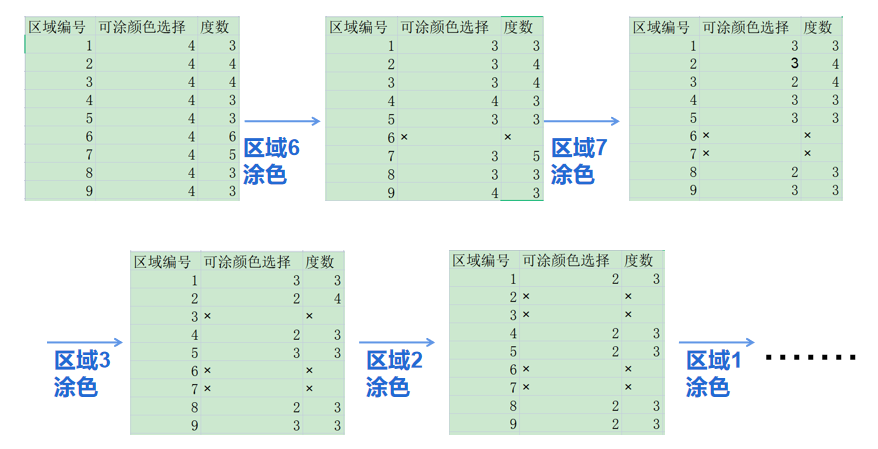 区域编号 可涂颜色选择 度数
1 4 3
2 4 4
3 4 4
4 4 3
5 4 3
6 4 6
7 4 5
8 4 3
9 4 3
区域6
涂色
区域编号 可涂颜色选择 度数
1 3 3
2 3 4
3 3 4
4 4 3
5 3 3
6 × ×
7 3 5
8 3 3
9 4 3
区域7
涂色
区域编号 可涂颜色选择 度数
1 3 3
2 3 4
3 2 4
4 3 3
5 3 3
6 × ×
7 × ×
8 2 3
9 3 3
区域3
涂色
区域编号 可涂颜色选择 度数
1 3 3
2 2 4
3 × ×
4 2 3
5 3 3
6 × ×
7 × ×
8 2 3
9 3 3
区域2
涂色
区域编号 可涂颜色选择 度数
1 2 3
2 × ×
3 × ×
4 2 3
5 2 3
6 × ×
7 × ×
8 2 3
9 2 3
区域1
涂色
·······